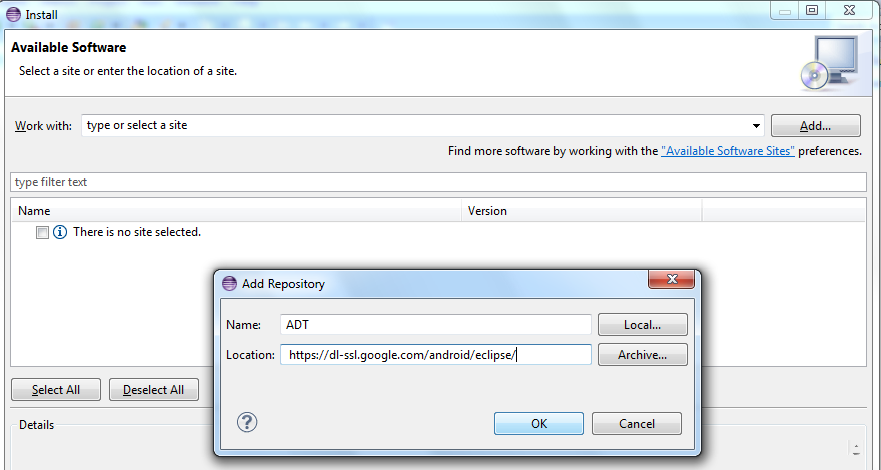 Install
Available Software
Select a site or enter the location of a site.
Work with: type or select a site Add...
Find more software by working with the "Available Software Sites" preferences.
type filter text
Name Version
There is no site selected.
Add Repository
Name: ADT Local...
Location: https://dl-ssl.google.com/android/eclipse/ Archive...
Select All Deselect All
OK Cancel
Details